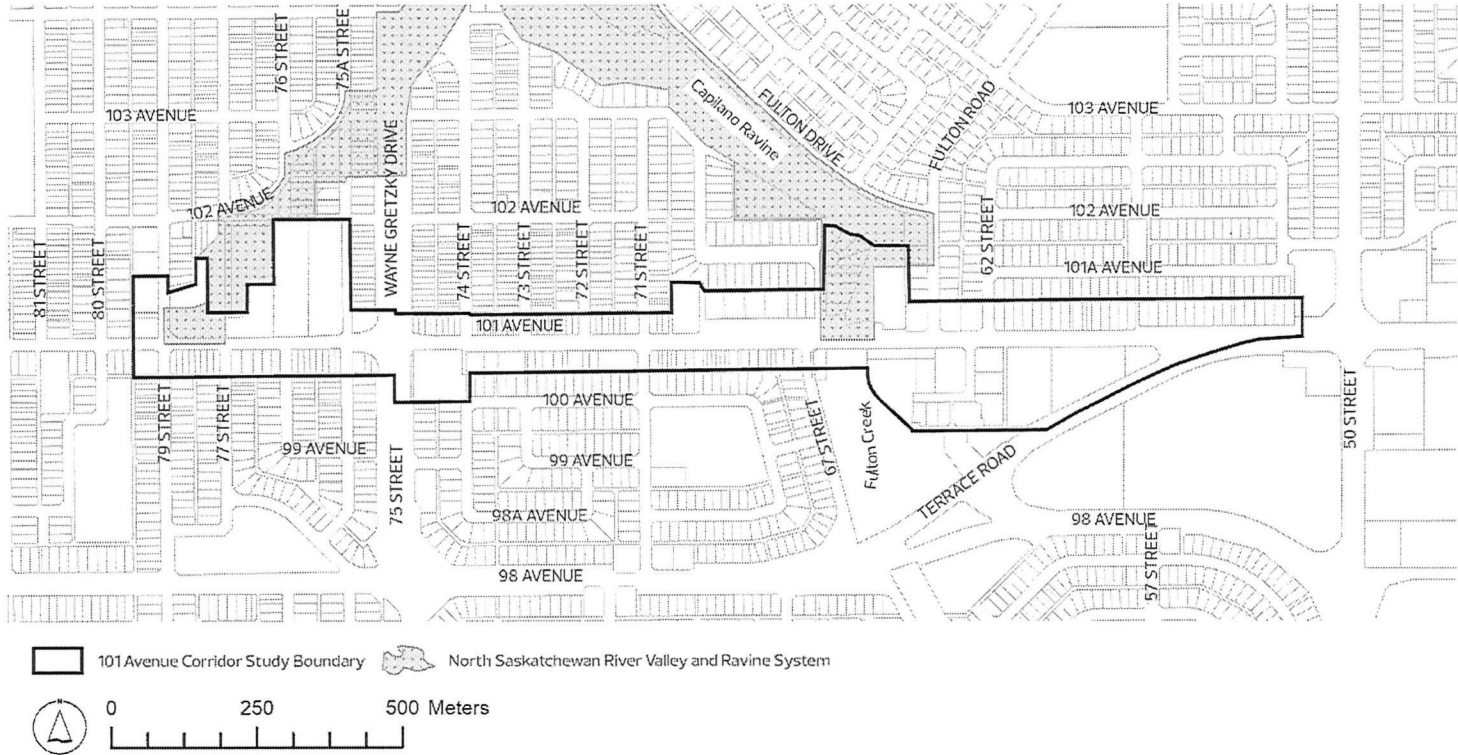 76 STREET
75A STREE
103 AVENUE
WAYNE GRETZKY DRIVE
102 AVENUE
Capilano Ravine
FULTON DRIVE
FULTON ROAD
103 AVENUE
102 AVENUE
102 AVENUE
81 STREET
80 STREET
74 STREET
73 STREET
72 STREET
71 STREET
62 STREET
101A AVENUE
101 AVENUE
79 STREET
77 STREET
99 AVENUE
75 STREET
100 AVENUE
99 AVENUE
98A AVENUE
98 AVENUE
67 STREET
Fulton Creek
TERRACE ROAD
98 AVENUE
57 STREET
50 STREET
101 Avenue Corridor Study Boundary
North Saskatchewan River Valley and Ravine System
N
0 250 500 Meters